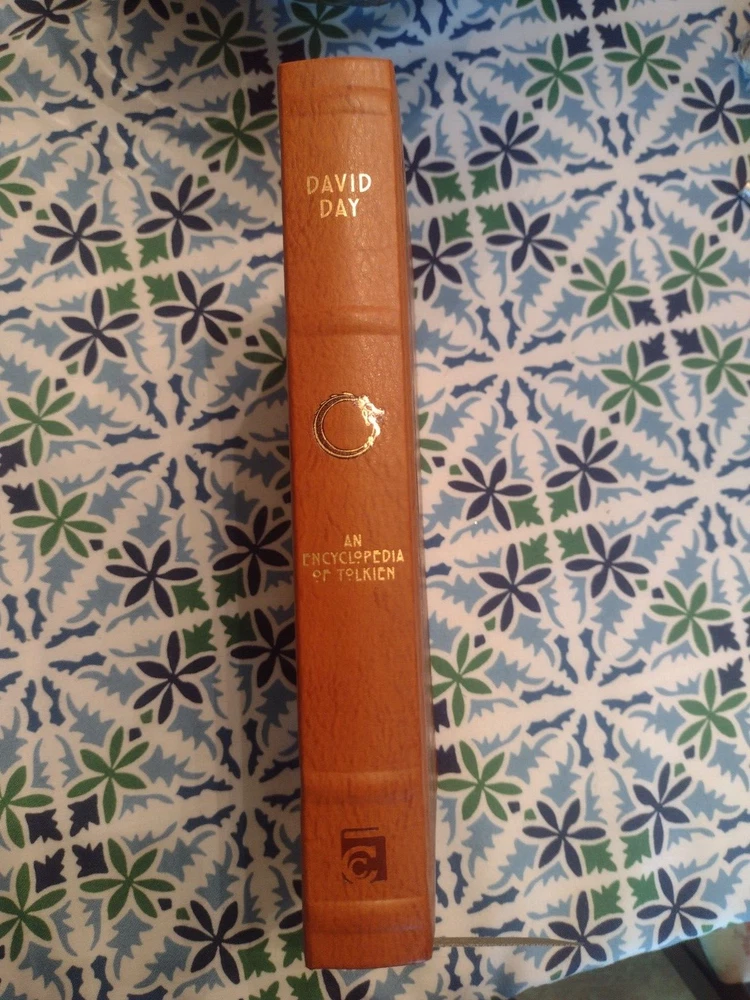 DAVID
DAY
AN
ENCYCLOPEDIA
OF TOLKIEN
C